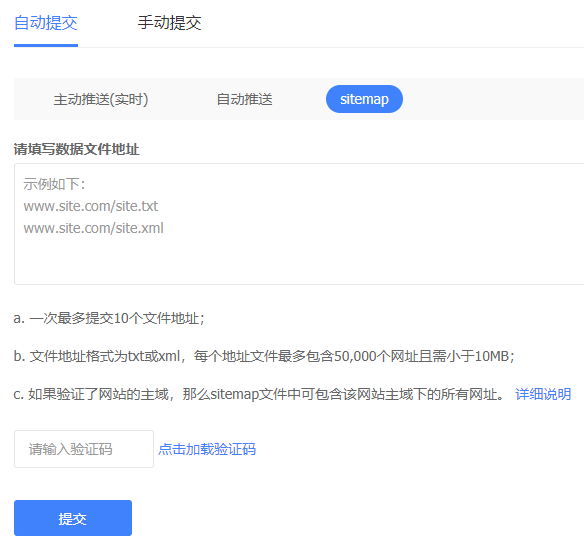 自动提交 手动提交
主动推送(实时) 自动推送 sitemap
请填写数据文件地址
示例如下：
www.site.com/site.txt
www.site.com/site.xml
a. 一次最多提交10个文件地址；
b. 文件地址格式为txt或xml，每个地址文件最多包含50,000个网址且需小于10MB；
c. 如果验证了网站的主域，那么sitemap文件中可包含该网站主域下的所有网址。 详细说明
请输入验证码 点击加载验证码
提交